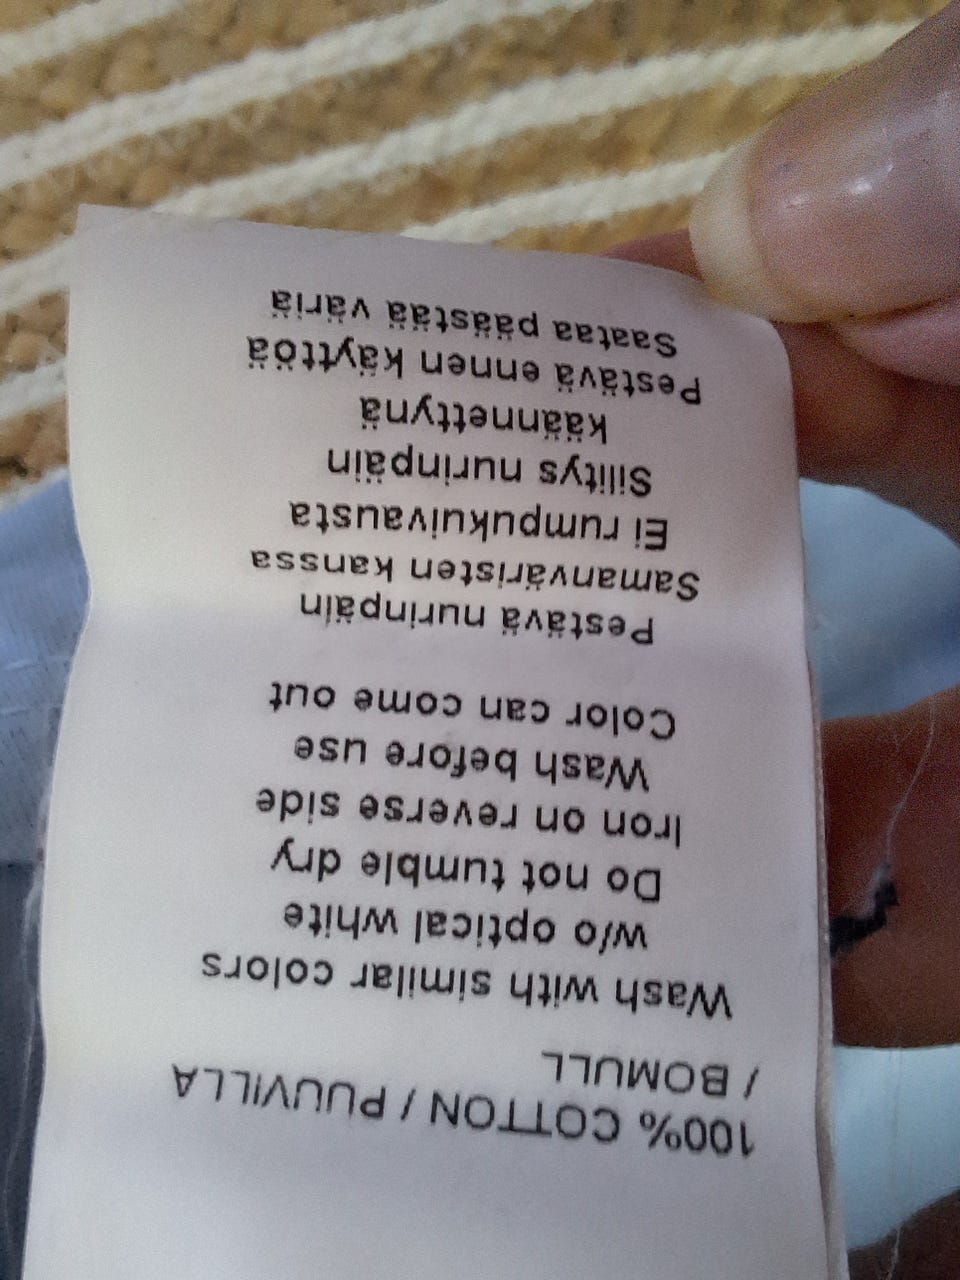 100% COTTON / PUUVILLA
/ BOMULL
Wash with similar colors
w/o optical white
Do not tumble dry
Iron on reverse side
Wash before use
Color can come out
Pestävä nurinpäin
Samanväristen kanssa
Ei rumpukuivausta
Silitys nurinpäin
käännettynä
Pestävä ennen käyttöä
Saataa päästää väriä